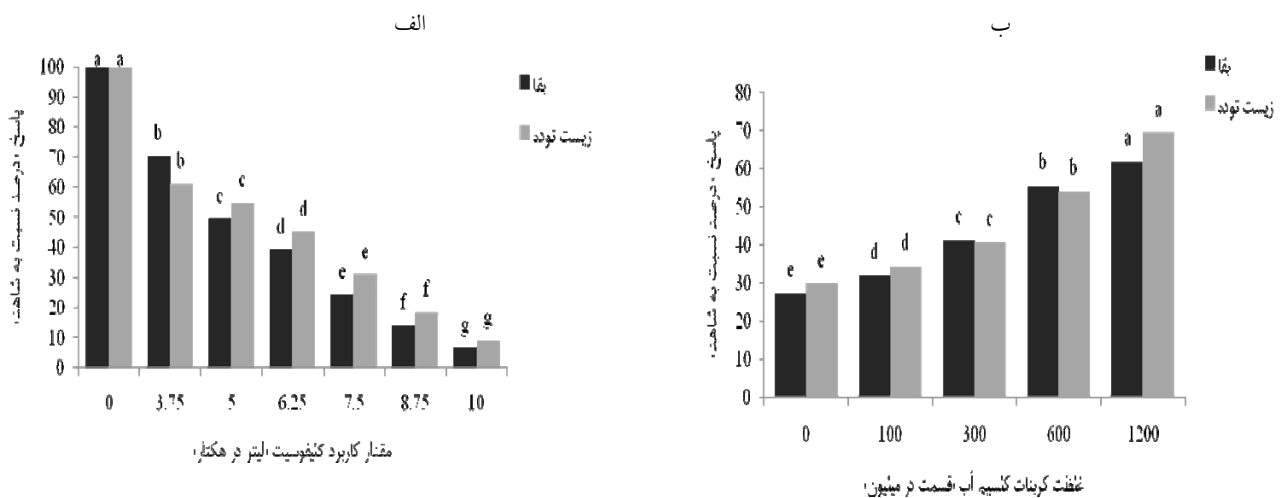 الف
ب
a a
b
b
c
c
d
d
e
e
f
f
g
g
100
90
80
70
60
50
40
30
20
10
0
0 3.75 5 6.25 7.5 8.75 10
پاسخ (درصد نسبت به شاهد)
مقدار کاربرد گلیفوسیت (لیتر در هکتار)
بقا
زیست توده
80
70
60
50
40
30
20
10
0
e
e
d
d
c
c
b
b
a
a
0 100 300 600 1200
پاسخ (درصد نسبت به شاهد)
غلظت کربنات کلسیم آب (قسمت در میلیون)
بقا
زیست توده